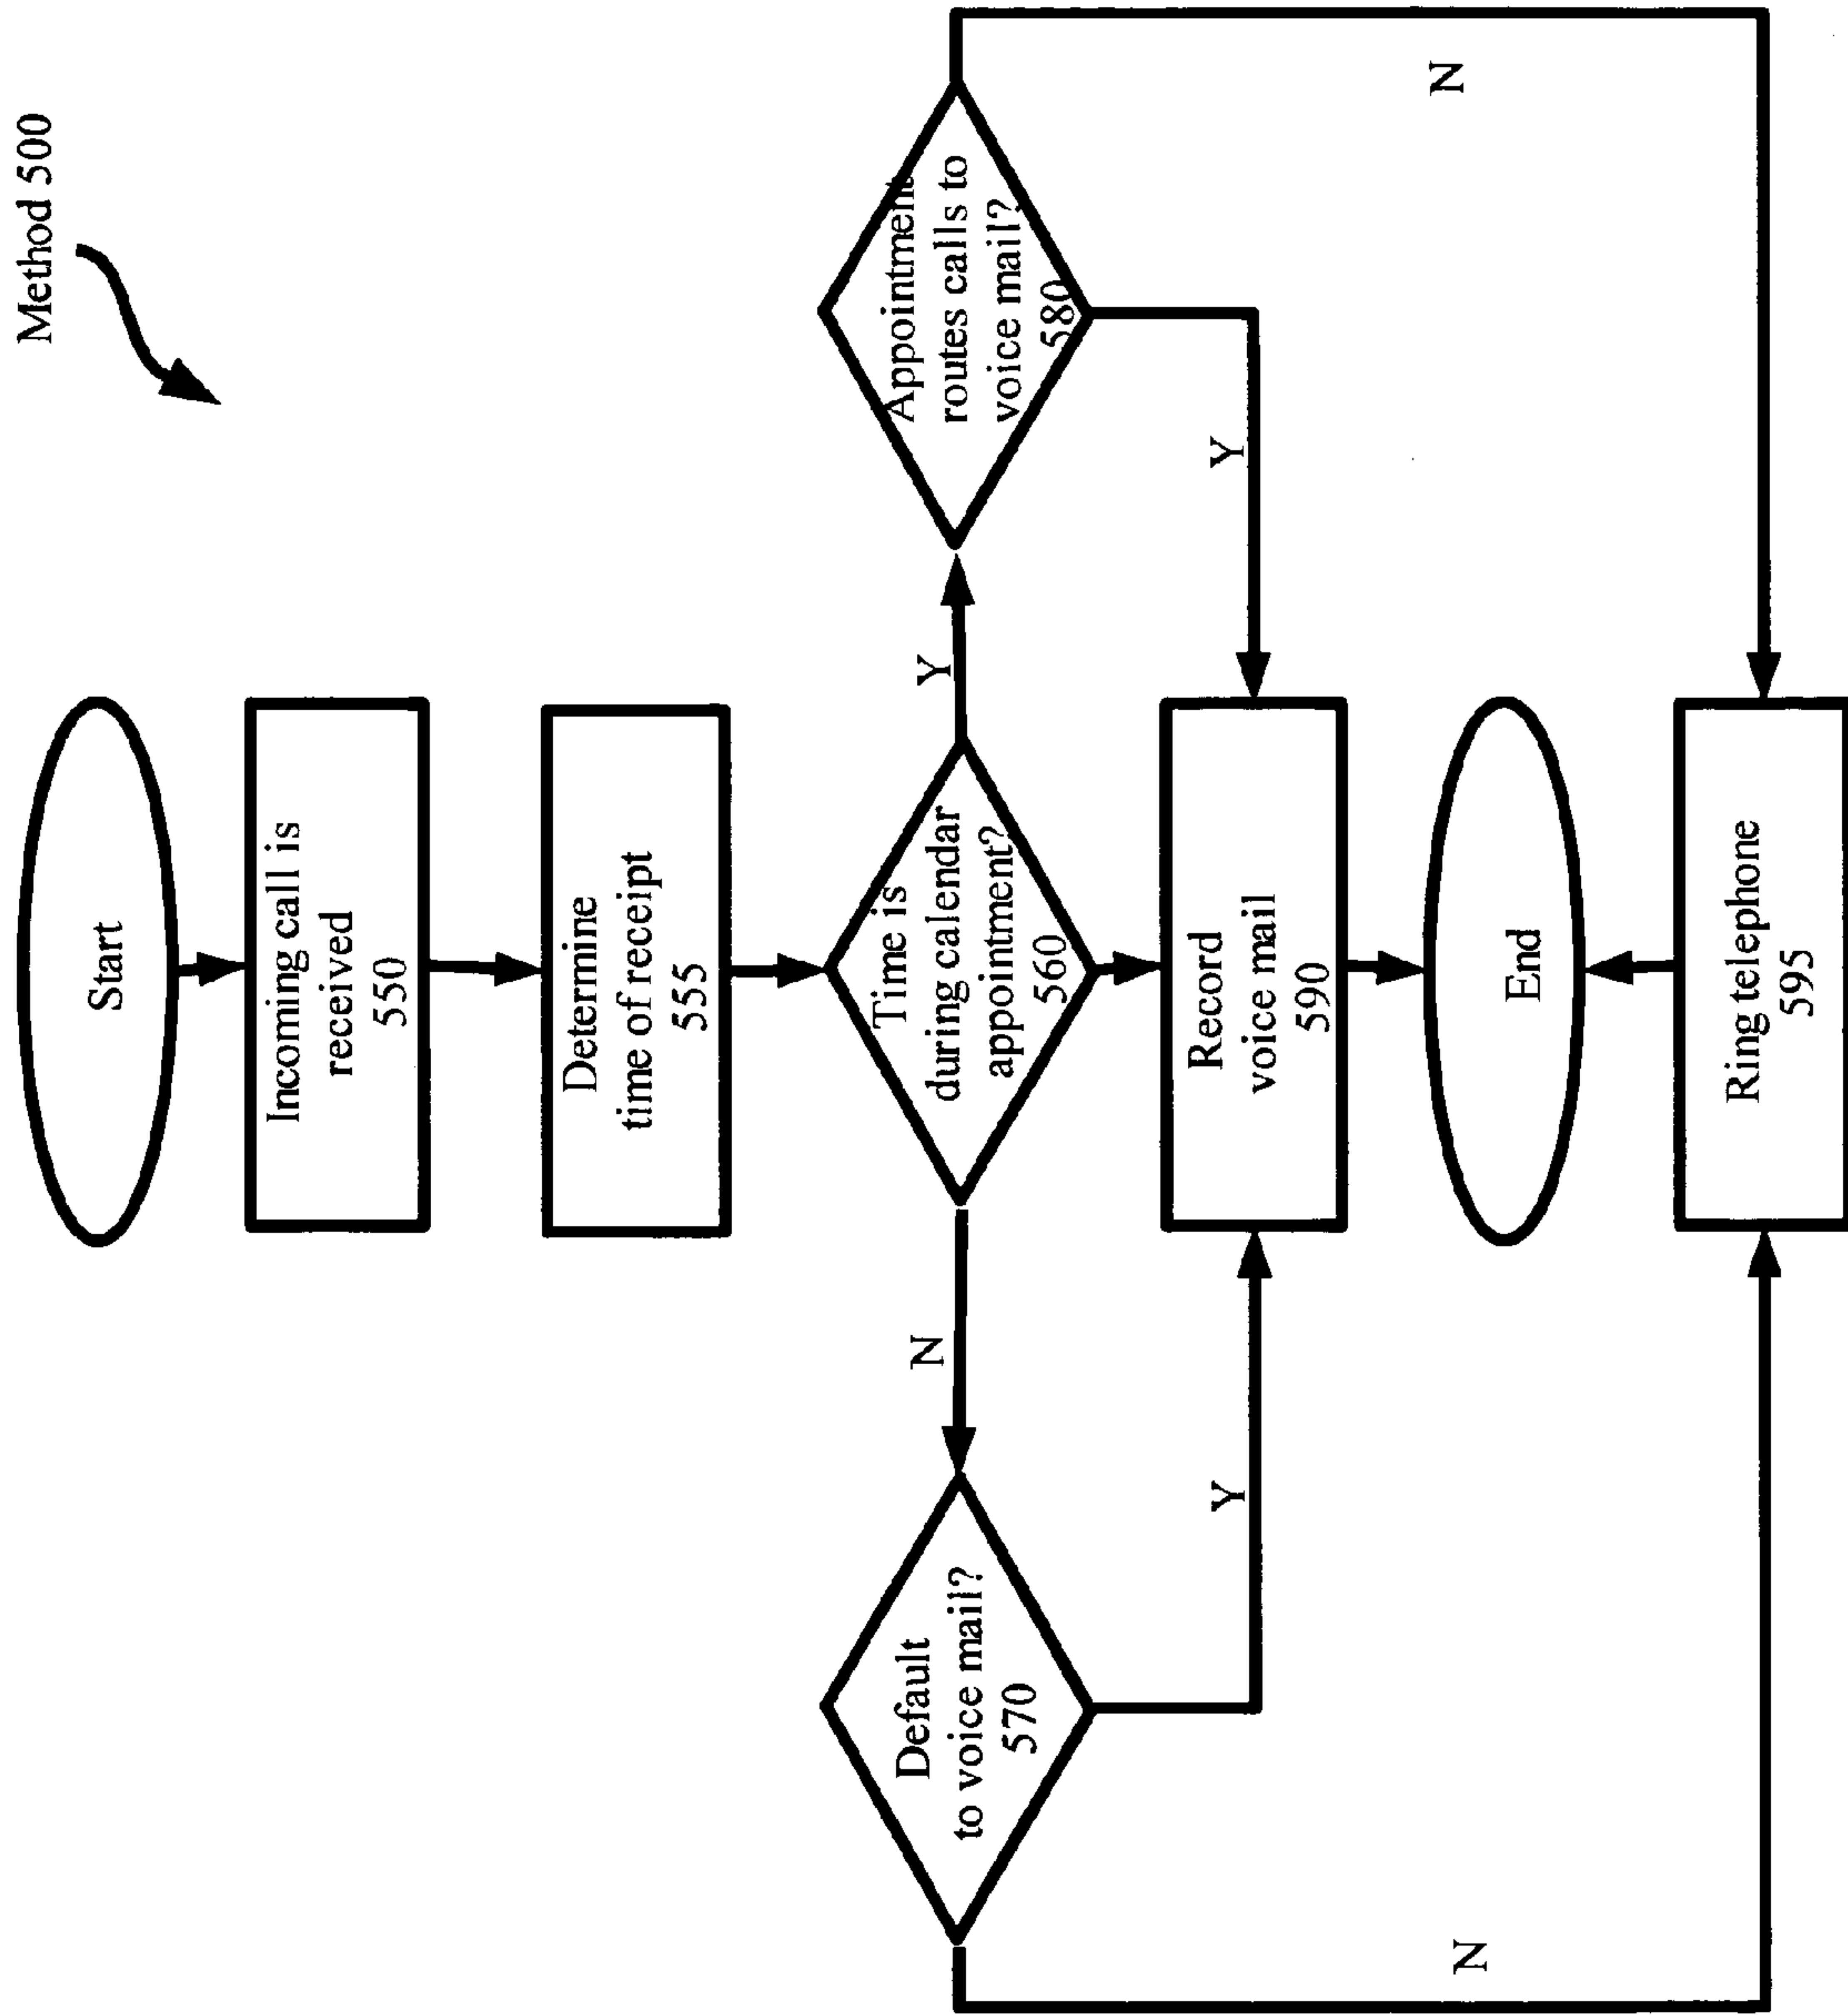 Method 500
Start
Incoming call is
received
550
Determine
time of receipt
555
Time is
during calendar
appointment?
560
N
Y
Default
to voice mail?
570
Appointment
routes calls to
voice mail?
580
Y
Y
Record
voice mail
590
N
N
End
Ring telephone
595